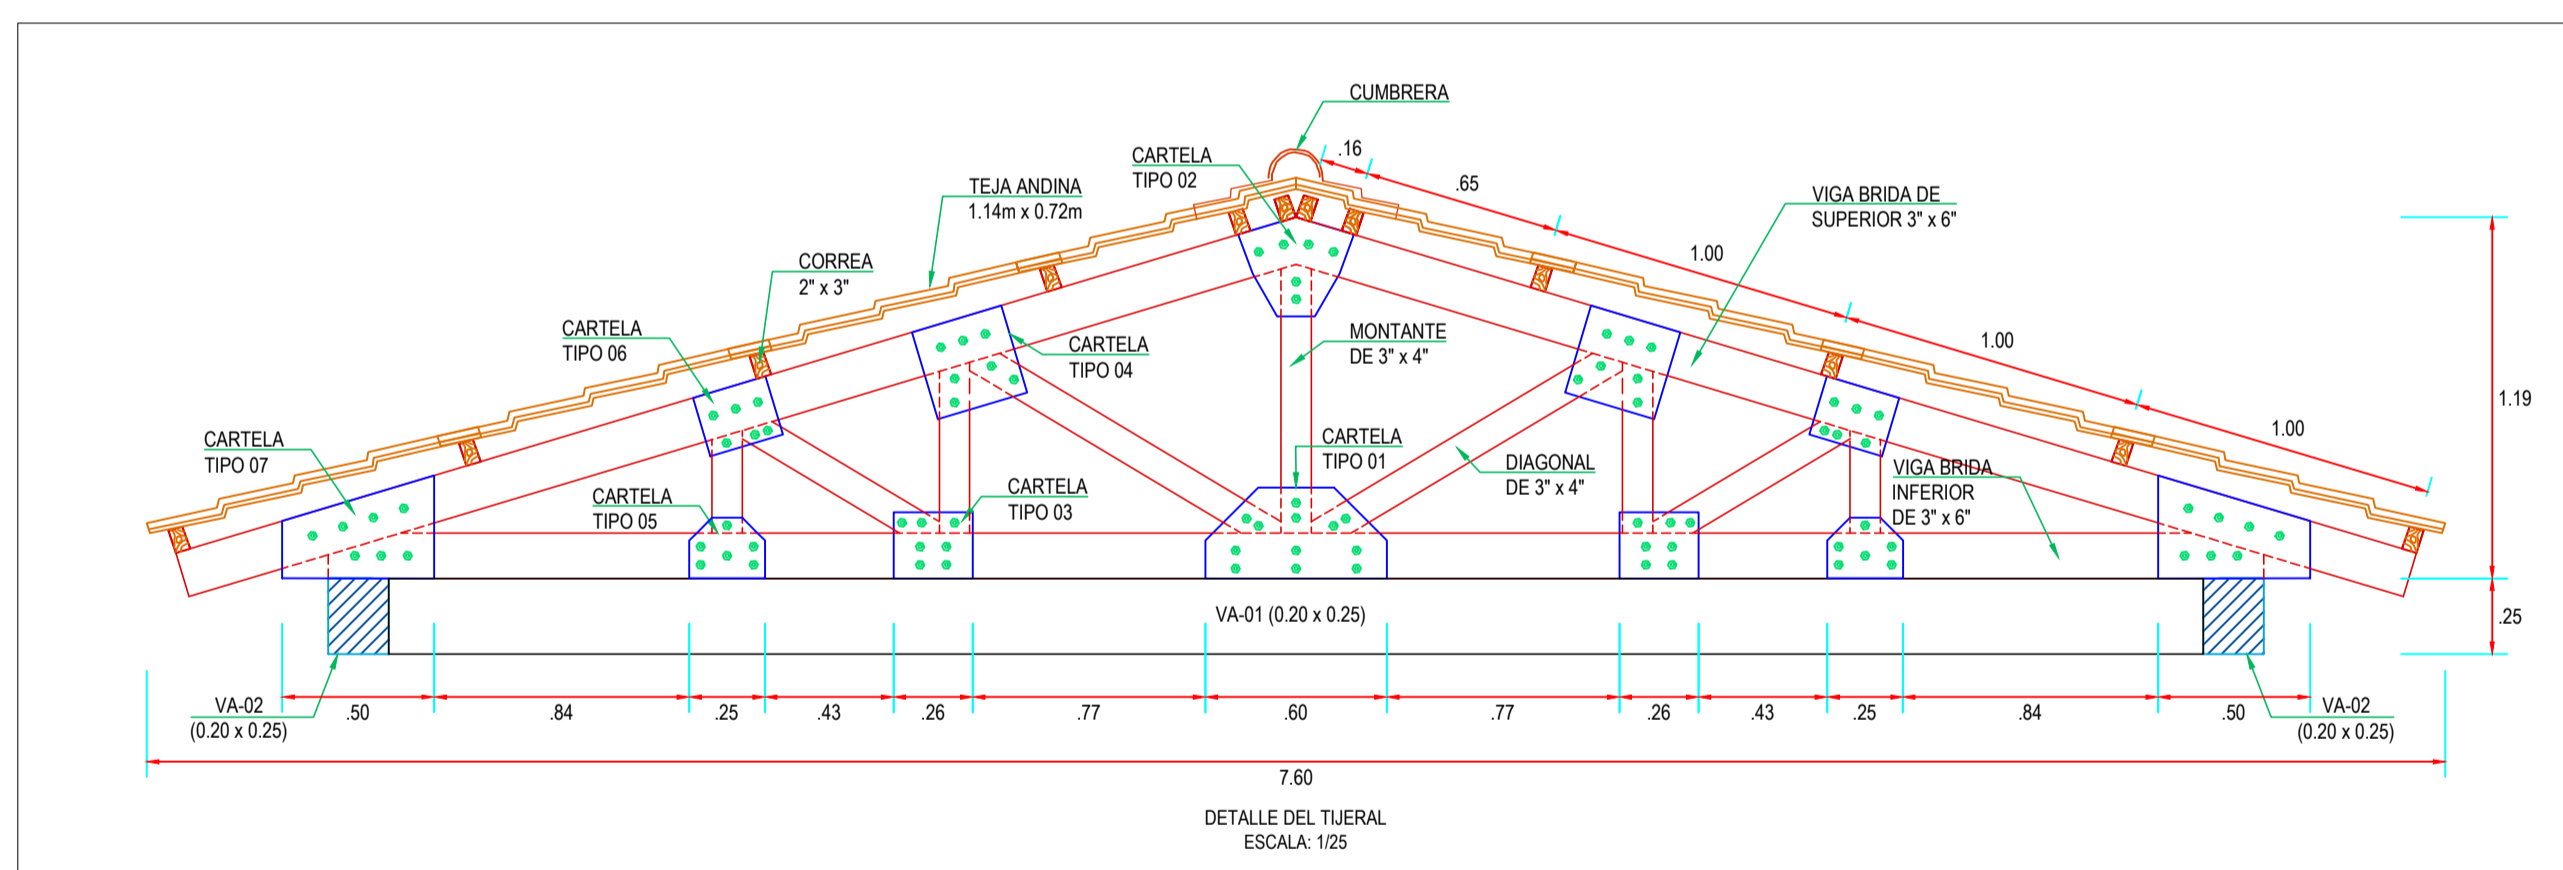 CUMBRERA
.16
CARTELA
TIPO 02
.65
TEJA ANDINA
1.14m x 0.72m
VIGA BRIDA DE
SUPERIOR 3" x 6"
1.00
CORREA
2" x 3"
CARTELA
TIPO 06
CARTELA
TIPO 04
MONTANTE
DE 3" x 4"
1.00
1.19
CARTELA
TIPO 07
CARTELA
TIPO 01
1.00
DIAGONAL
DE 3" x 4"
VIGA BRIDA
INFERIOR
DE 3" x 6"
CARTELA
TIPO 05
CARTELA
TIPO 03
VA-01 (0.20 x 0.25)
.25
VA-02
(0.20 x 0.25)
.50
.84
.25
.43
.26
.77
.60
.77
.26
.43
.25
.84
.50
VA-02
(0.20 x 0.25)
7.60
DETALLE DEL TIJERAL
ESCALA: 1/25